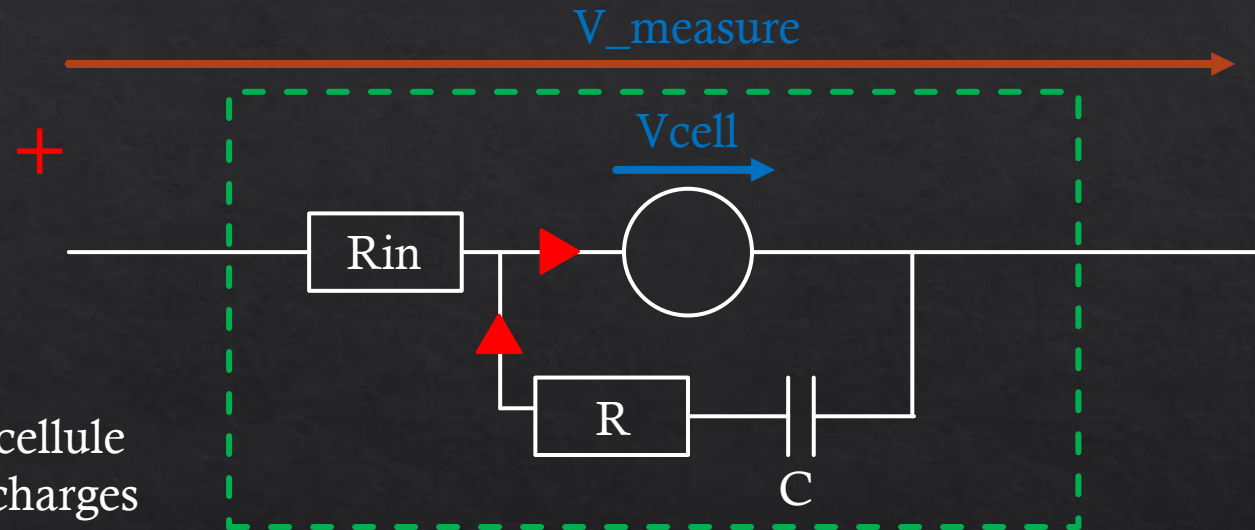 V_measure
+
Vcell
Rin
R
C
cellule
charges